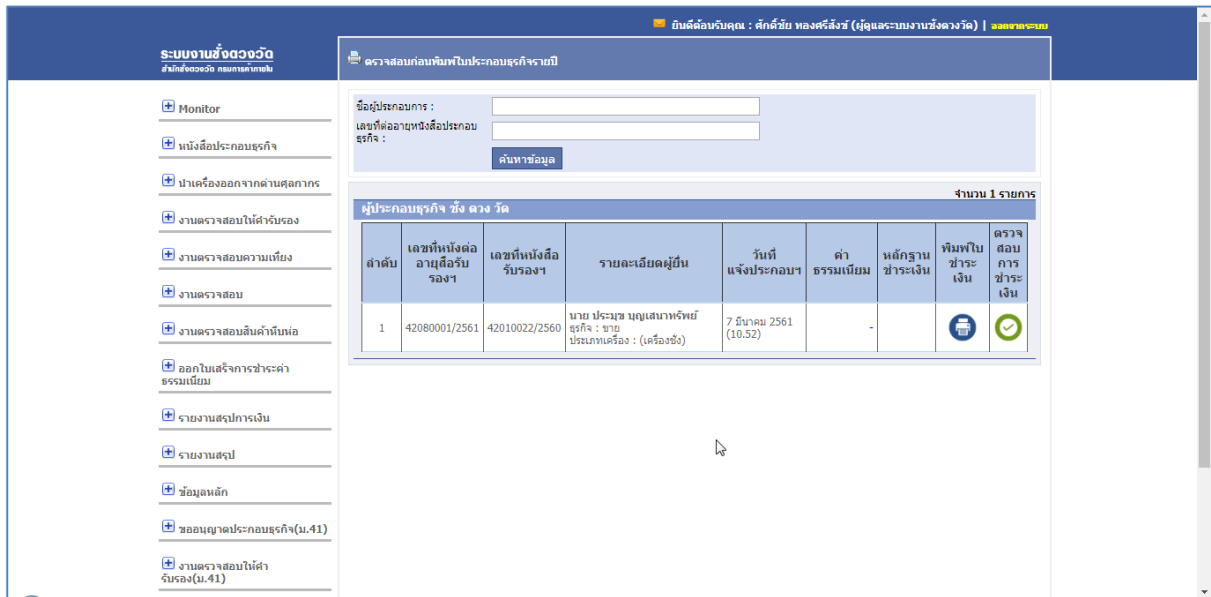 ยินดีต้อนรับคุณ : ศักดิ์ชัย ทองศรีสังข์ (ผู้ดูแลระบบงานชั่งตวงวัด) | ออกจากระบบ
ระบบงานชั่งตวงวัด
สำนักชั่งตวงวัด กรมการค้าภายใน
ตรวจสอบก่อนพิมพ์ใบประกอบธุรกิจรายปี
Monitor
หนังสือประกอบธุรกิจ
นำเครื่องออกจากด่านศุลกากร
งานตรวจสอบให้คำรับรอง
งานตรวจสอบความเที่ยง
งานตรวจสอบ
งานตรวจสอบสินค้าหีบห่อ
ออกใบเสร็จการชำระค่า
ธรรมเนียม
รายงานสรุปการเงิน
รายงานสรุป
ข้อมูลหลัก
ขออนุญาตประกอบธุรกิจ(ม.41)
งานตรวจสอบให้คำ
รับรอง(ม.41)
ชื่อผู้ประกอบการ :
เลขที่ต่ออายุหนังสือประกอบ
ธุรกิจ :
ค้นหาข้อมูล
จำนวน 1 รายการ
ผู้ประกอบธุรกิจ ชั่ง ตวง วัด
ลำดับ
เลขที่หนังต่อ
อายุสือรับ
รองฯ
เลขที่หนังสือ
รับรองฯ
รายละเอียดผู้ยื่น
วันที่
แจ้งประกอบฯ
ค่า
ธรรมเนียม
หลักฐาน
ชำระเงิน
พิมพ์ใบ
ชำระ
เงิน
ตรวจ
สอบ
การ
ชำระ
เงิน
1
42080001/2561
42010022/2560
นาย ประมุข บุญเสนาทรัพย์
ธุรกิจ : ขาย
ประเภทเครื่อง : (เครื่องชั่ง)
7 มีนาคม 2561
(10.52)
-